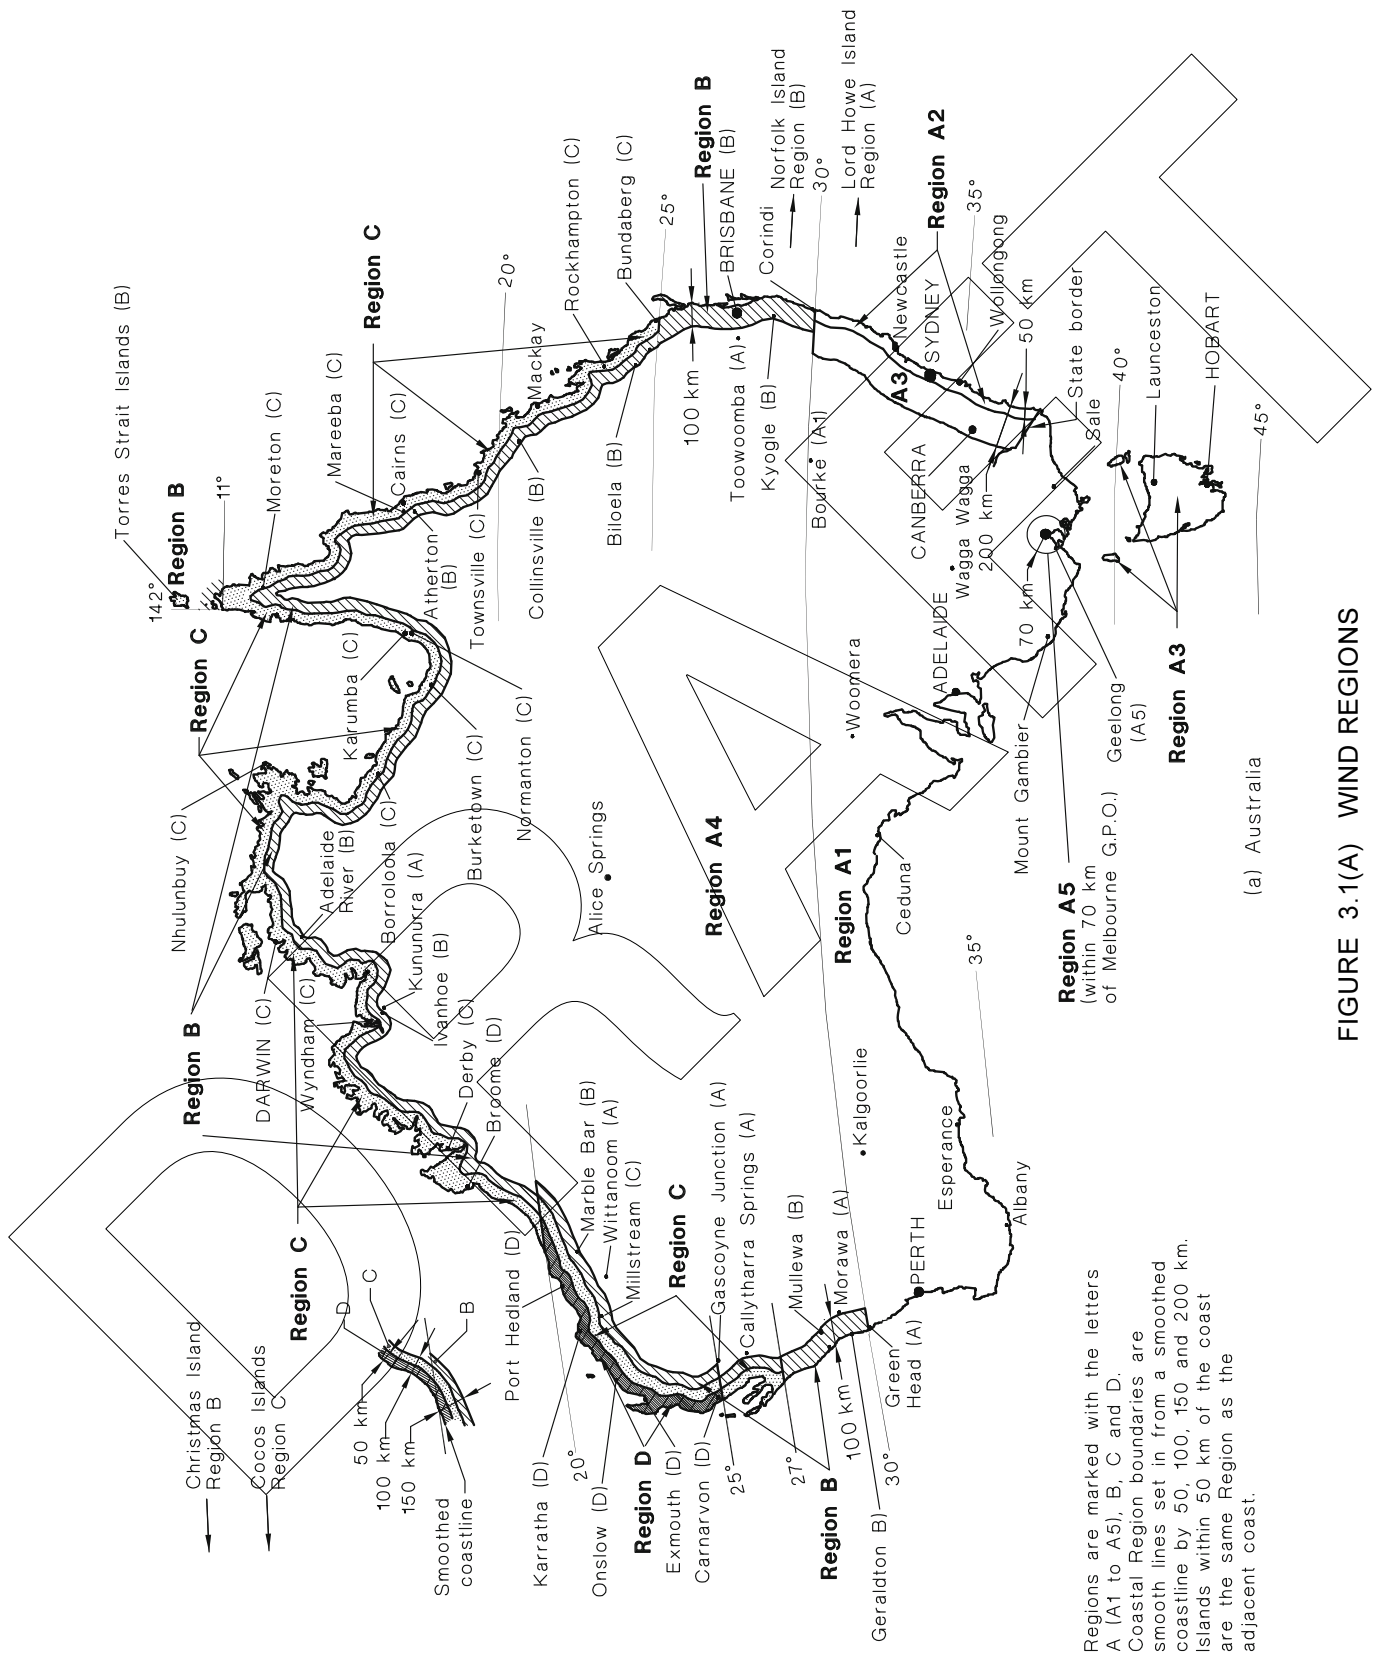 Torres Strait Islands (B)
142°
Region B
11°
Moreton (C)
Mareeba (C)
Cairns (C)
Region C
Atherton
(B)
Townsville (C)
Collinsville (B)
20°
Mackay
Rockhampton (C)
Bundaberg (C)
Biloela (B)
25°
100 km
Region B
BRISBANE (B)
Toowoomba (A)
Kyogle (B)
Corindi
Norfolk Island
Region (B)
30°
Lord Howe Island
Region (A)
Bourke (A1)
Newcastle
A3
SYDNEY
Region A2
CANBERRA
Wagga Wagga
200 km
35°
Wollongong
50 km
State border
Sale
70 km
40°
Launceston
HOBART
45°
Region C
Karumba (C)
Normanton (C)
Burketown (C)
Nhulunbuy (C)
Adelaide
River (B)
Borroloola (C)
Kununurra (A)
Ivanhoe (B)
Region B
DARWIN (C)
Wyndham (C)
Derby (C)
Broome (D)
Alice Springs
Region A4
Woomera
ADELAIDE
Region A1
Ceduna
Mount Gambier
Geelong
(A5)
Region A5
(within 70 km
of Melbourne G.P.O.)
Region A3
35°
Kalgoorlie
Esperance
Albany
PERTH
Region C
Christmas Island
Region B
Cocos Islands
Region C
D
C
B
50 km
100 km
150 km
Smoothed
coastline
Port Hedland (D)
Marble Bar (B)
Wittanoom (A)
Millstream (C)
Region C
Gascoyne Junction (A)
Callytharra Springs (A)
Mullewa (B)
Morawa (A)
Green
Head (A)
Karratha (D)
20°
Onslow (D)
Region D
Exmouth (D)
Carnarvon (D)
25°
27°
Region B
100 km
30°
Geraldton B)
Regions are marked with the letters
A (A1 to A5), B, C and D.
Coastal Region boundaries are
smooth lines set in from a smoothed
coastline by 50, 100, 150 and 200 km.
Islands within 50 km of the coast
are the same Region as the
adjacent coast.
(a) Australia
FIGURE 3.1(A) WIND REGIONS
DRAFT